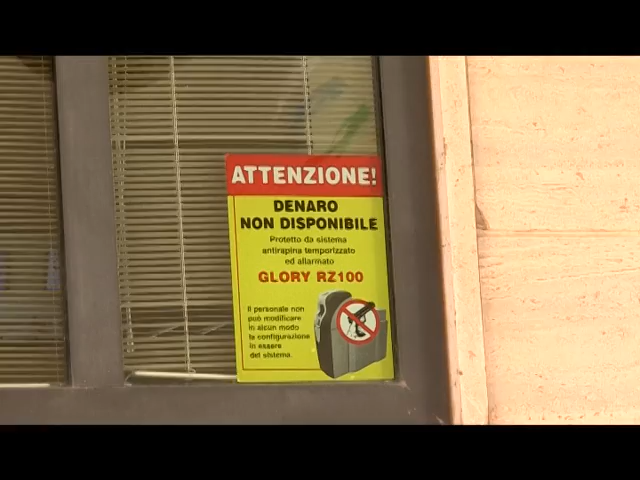 ATTENZIONE!
DENARO
NON DISPONIBILE
Protetto da sistema
antirapina temporizzato
ed allarmato
GLORY RZ100
Il personale non
può modificare
in alcun modo
la configurazione
in essere
del sistema.